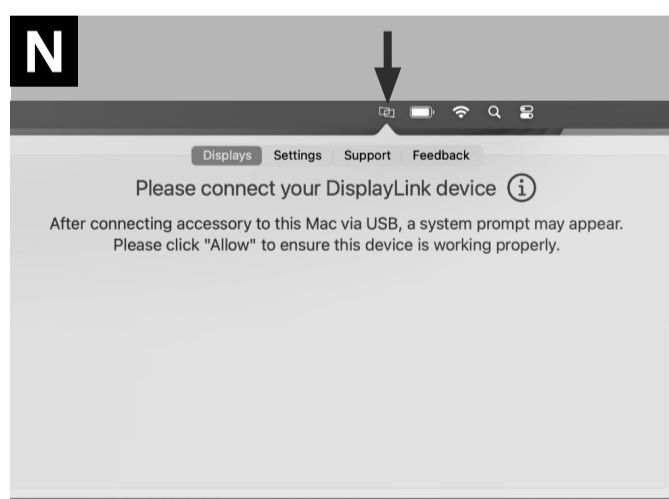 N
Displays Settings Support Feedback
Please connect your DisplayLink device
After connecting accessory to this Mac via USB, a system prompt may appear.
Please click "Allow" to ensure this device is working properly.